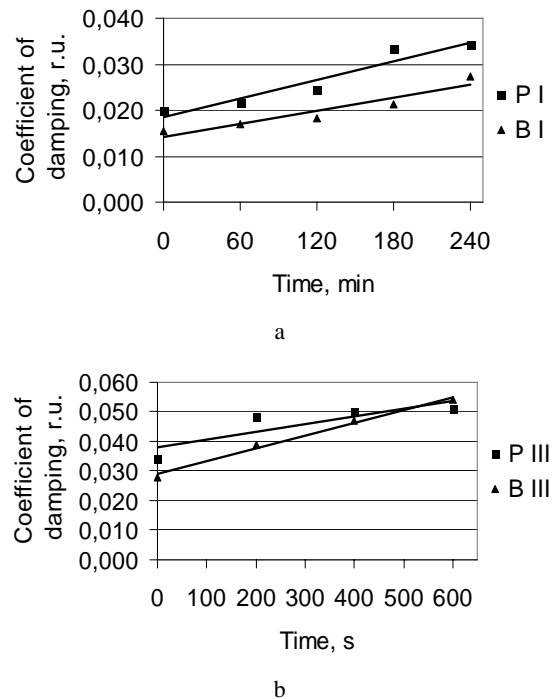 0,040
0,030
0,020
0,010
0,000
Coefficient of
damping, r.u.
0 60 120 180 240
Time, min
P I
B I
a
0,060
0,050
0,040
0,030
0,020
0,010
0,000
Coefficient of
damping, r.u.
0 100 200 300 400 500 600
Time, s
P III
B III
b